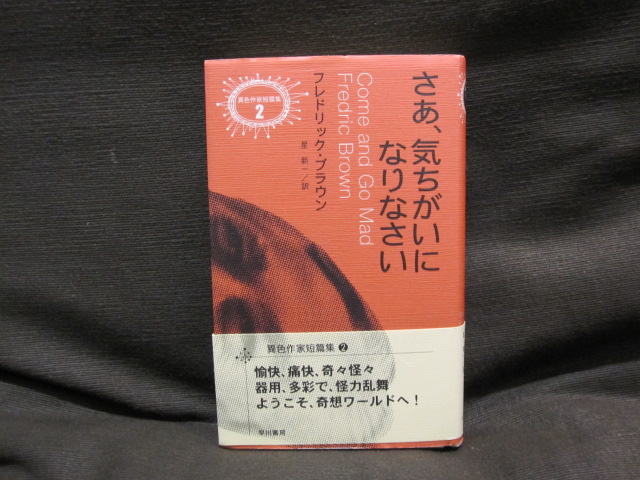 さあ、気ちがいに
なりなさい
Come and Go Mad
Fredric Brown
フレドリック・ブラウン
星 新一／訳
異色作家短篇集
2
異色作家短篇集❷
愉快、痛快、奇々怪々
器用、多彩で、怪力乱舞
ようこそ、奇想ワールドへ！
早川書房